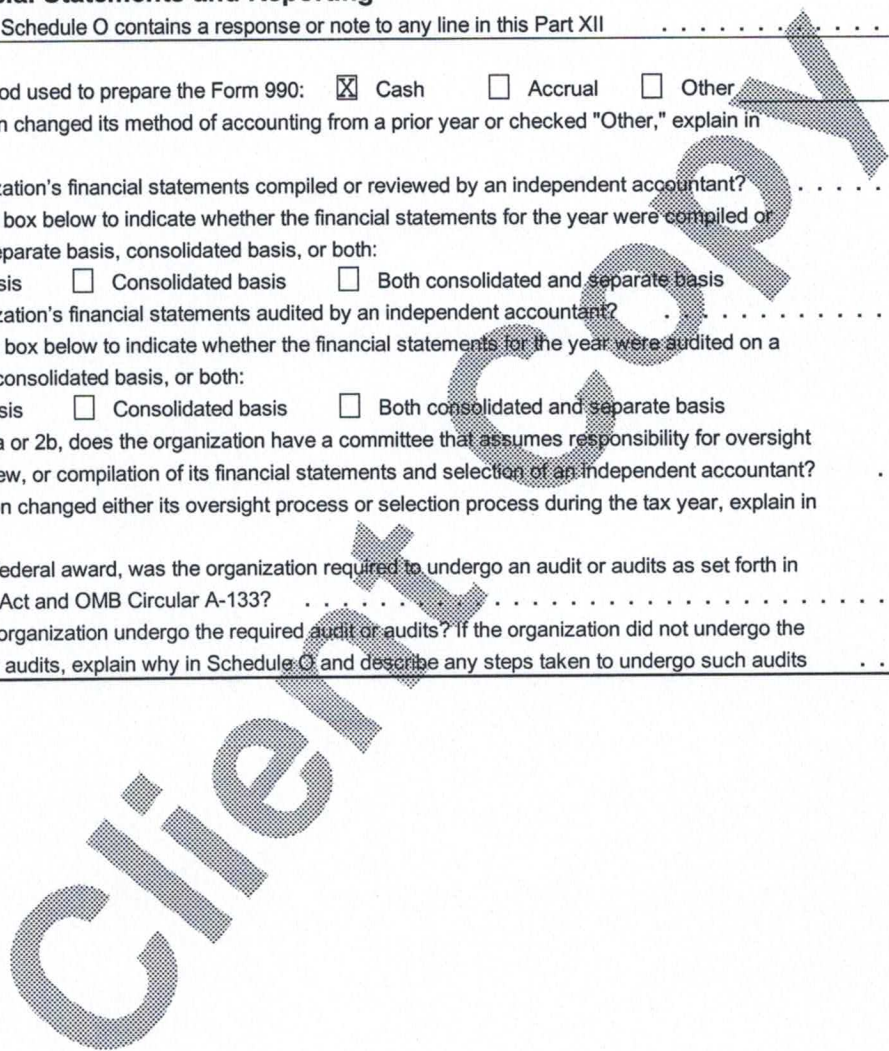 Schedule O contains a response or note to any line in this Part XII . . . . . . . . . . .
od used to prepare the Form 990: X Cash Accrual Other
n changed its method of accounting from a prior year or checked "Other," explain in
zation's financial statements compiled or reviewed by an independent accountant? . . . . .
box below to indicate whether the financial statements for the year were compiled or
eparate basis, consolidated basis, or both:
sis Consolidated basis Both consolidated and separate basis
zation's financial statements audited by an independent accountant? . . . . . . . . . . . .
box below to indicate whether the financial statements for the year were audited on a
consolidated basis, or both:
sis Consolidated basis Both consolidated and separate basis
a or 2b, does the organization have a committee that assumes responsibility for oversight
ew, or compilation of its financial statements and selection of an independent accountant? .
n changed either its oversight process or selection process during the tax year, explain in
ederal award, was the organization required to undergo an audit or audits as set forth in
Act and OMB Circular A-133? . . . . . . . . . . . . . . . . . . . . . . . . . . . . . . . . .
organization undergo the required audit or audits? If the organization did not undergo the
audits, explain why in Schedule O and describe any steps taken to undergo such audits . .
Client Copy